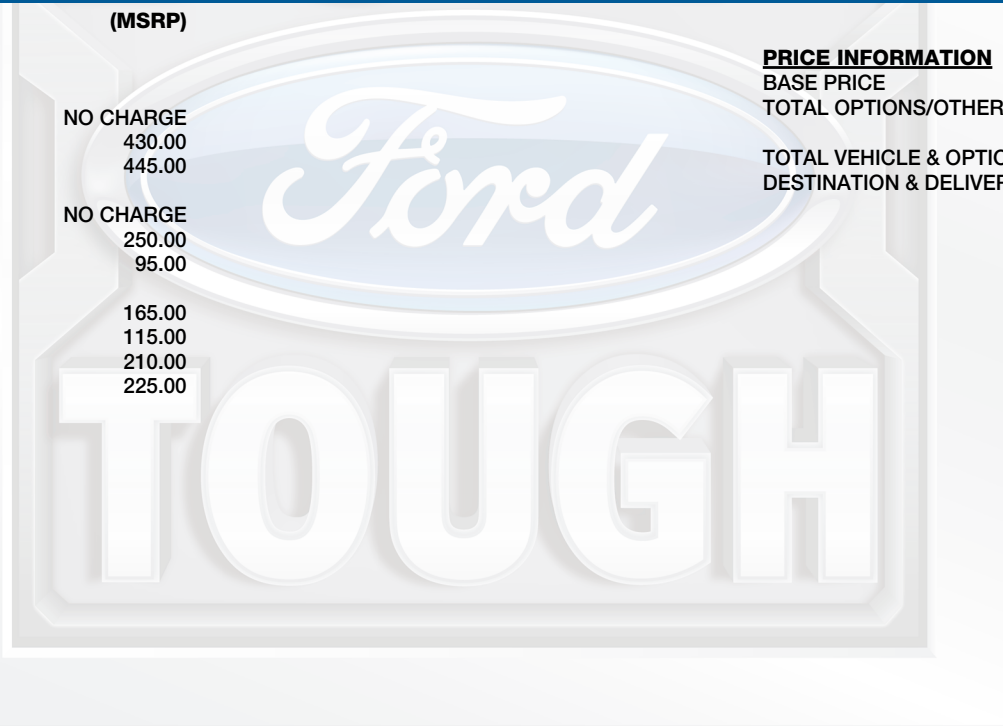 (MSRP)
NO CHARGE
430.00
445.00
NO CHARGE
250.00
95.00
165.00
115.00
210.00
225.00
PRICE INFORMATION
BASE PRICE
TOTAL OPTIONS/OTHER
TOTAL VEHICLE & OPTIO
DESTINATION & DELIVER
Ford
TOUGH